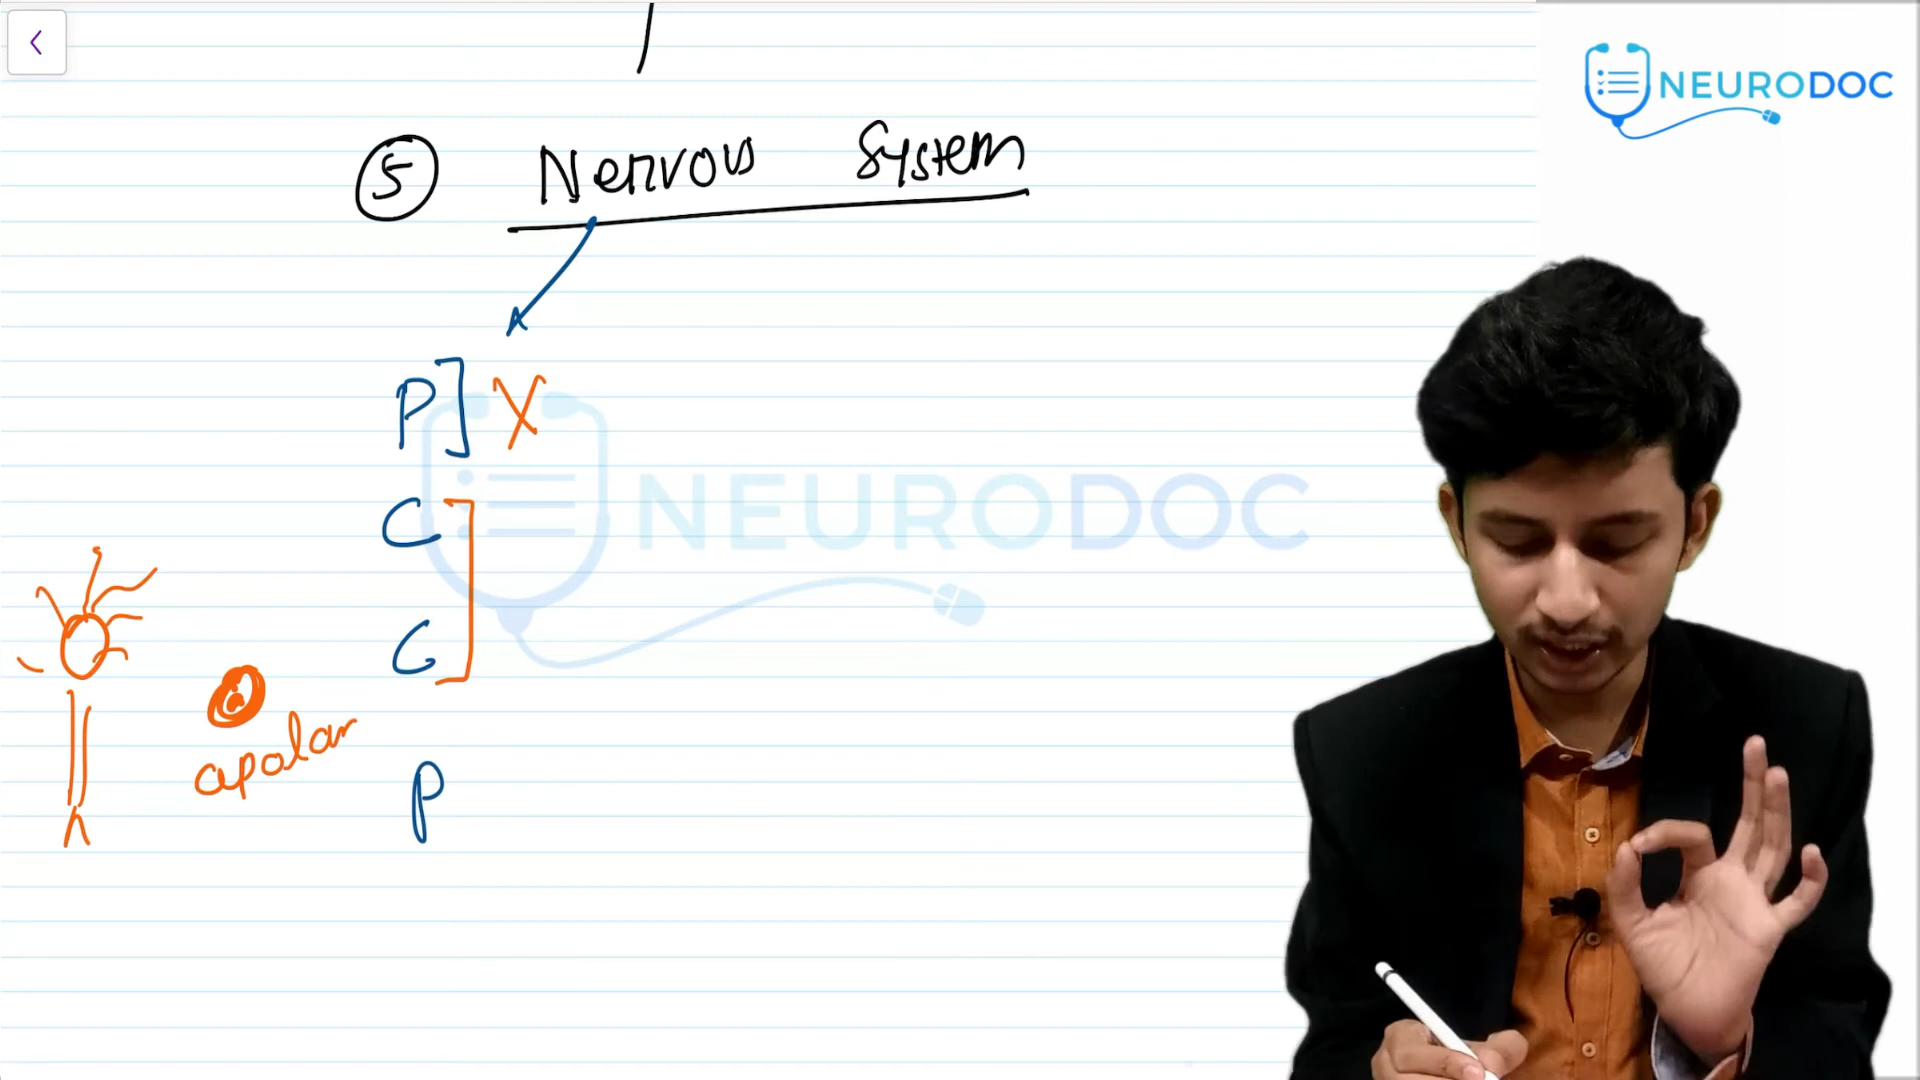 NEURODOC
5 Nervous System
P] X
C
NEURODOC
C
apolar
P